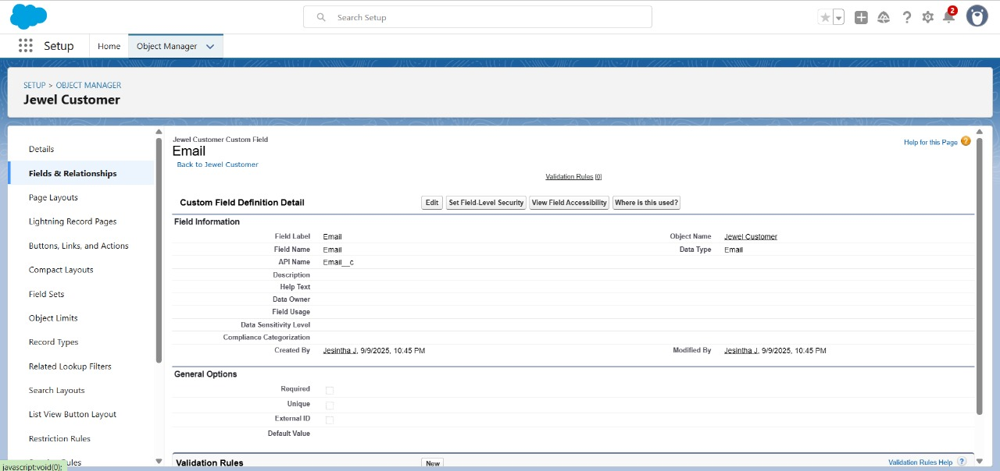 Search Setup
2
Setup
Home
Object Manager
SETUP > OBJECT MANAGER
Jewel Customer
Details
Fields & Relationships
Page Layouts
Lightning Record Pages
Buttons, Links, and Actions
Compact Layouts
Field Sets
Object Limits
Record Types
Related Lookup Filters
Search Layouts
List View Button Layout
Restriction Rules
Rules
javascript:void(0);
Jewel Customer Custom Field
Email
Back to Jewel Customer
Help for this Page ?
Validation Rules [0]
Custom Field Definition Detail
Edit
Set Field-Level Security
View Field Accessibility
Where is this used?
Field Information
Field Label Email Object Name Jewel Customer
Field Name Email Data Type Email
API Name Email__c
Description
Help Text
Data Owner
Field Usage
Data Sensitivity Level
Compliance Categorization
Created By Jesintha J, 9/9/2025, 10:45 PM Modified By Jesintha J, 9/9/2025, 10:45 PM
General Options
Required
Unique
External ID
Default Value
Validation Rules
New
Validation Rules Help ?